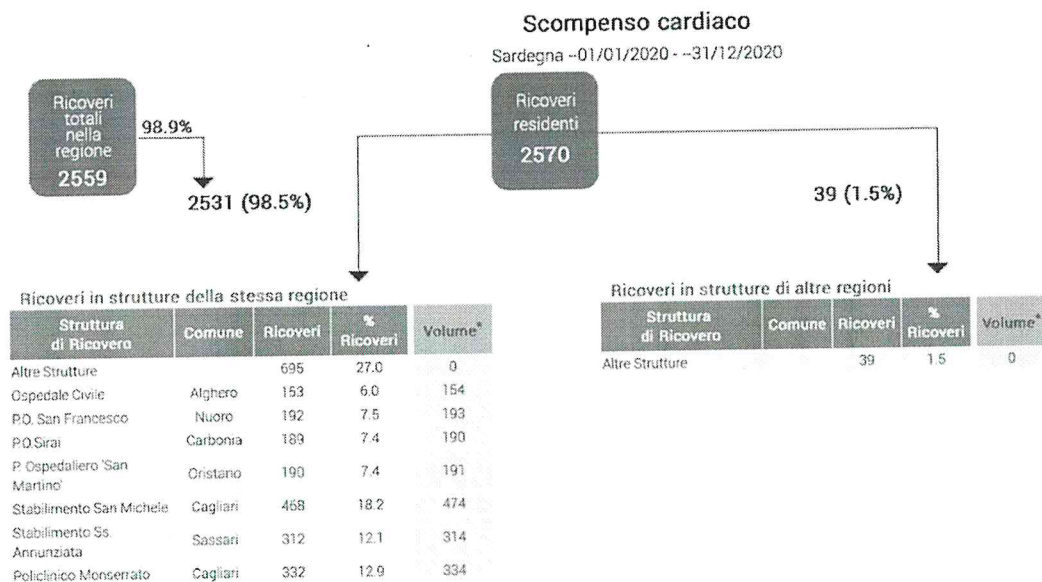 Scompenso cardiaco
Sardegna --01/01/2020 - --31/12/2020
Ricoveri
totali
nella
regione
2559
98.9%
2531 (98.5%)
Ricoveri
residenti
2570
39 (1.5%)
Ricoveri in strutture della stessa regione
Struttura di Ricovero Comune Ricoveri % Ricoveri Volume*
Altre Strutture 695 27.0 0
Ospedale Civile Alghero 153 6.0 154
P.O. San Francesco Nuoro 192 7.5 193
P.O.Sirai Carbonia 189 7.4 190
P. Ospedaliero 'San
Martino' Oristano 190 7.4 191
Stabilimento San Michele Cagliari 468 18.2 474
Stabilimento Ss.
Annunziata Sassari 312 12.1 314
Policlinico Monserrato Cagliari 332 12.9 334
Ricoveri in strutture di altre regioni
Struttura di Ricovero Comune Ricoveri % Ricoveri Volume*
Altre Strutture 39 1.5 0